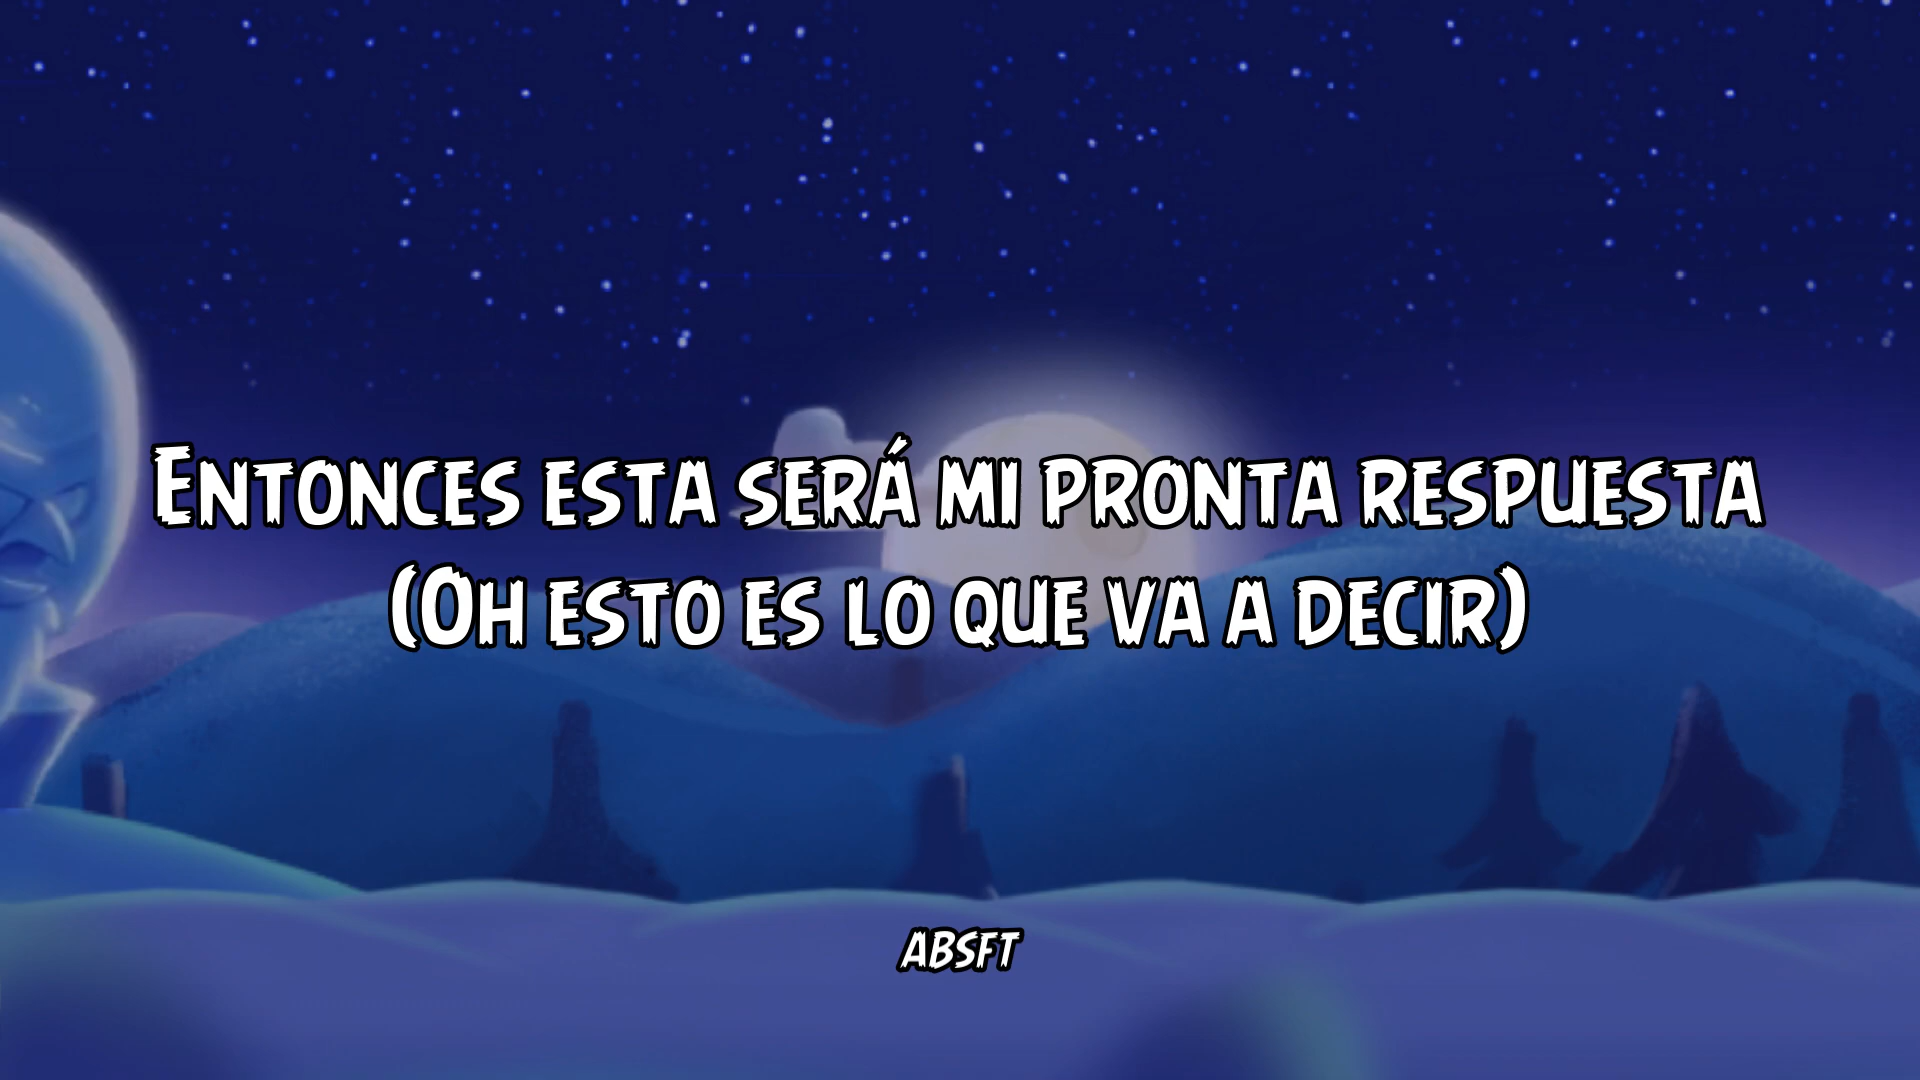 Entonces esta será mi pronta respuesta
(Oh esto es lo que va a decir)
ABSFT